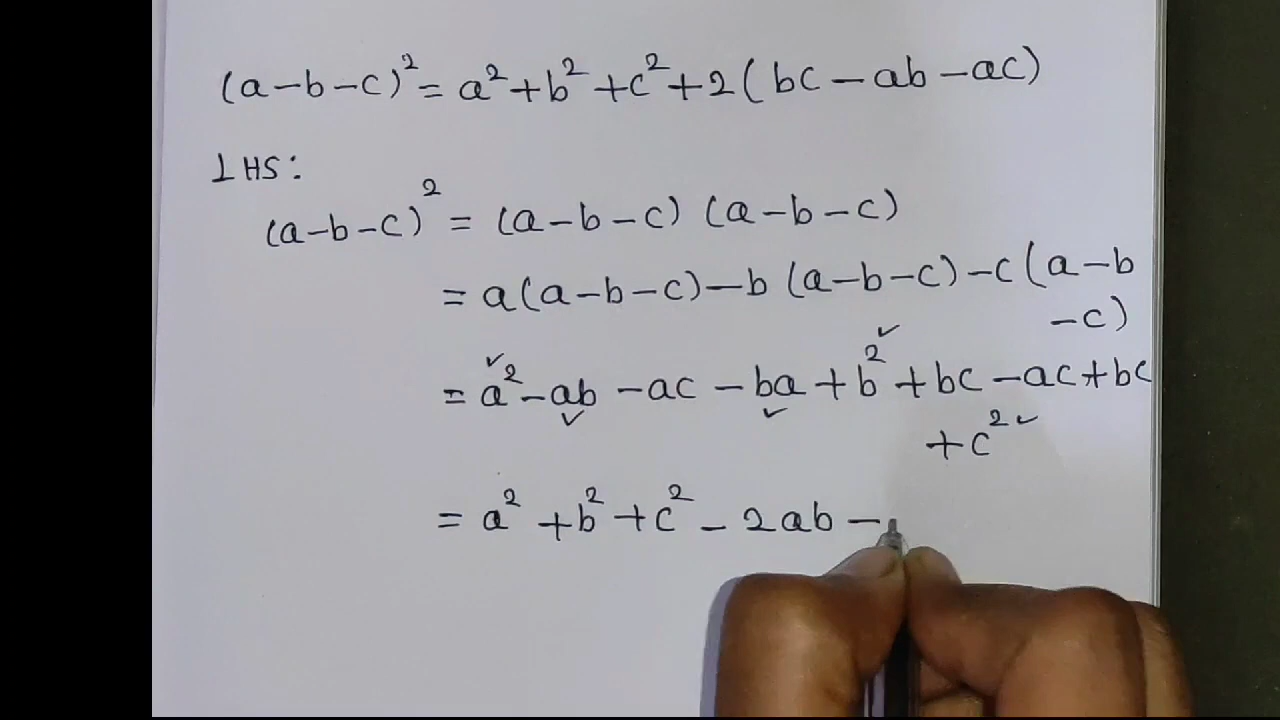 (a-b-c)² = a²+b²+c²+2(bc-ab-ac)
LHS:
(a-b-c)² = (a-b-c) (a-b-c)
= a(a-b-c)-b (a-b-c)-c(a-b
-c)
= a²-ab-ac-ba+b²+bc-ac+bc
+c²
= a²+b²+c²-2ab-